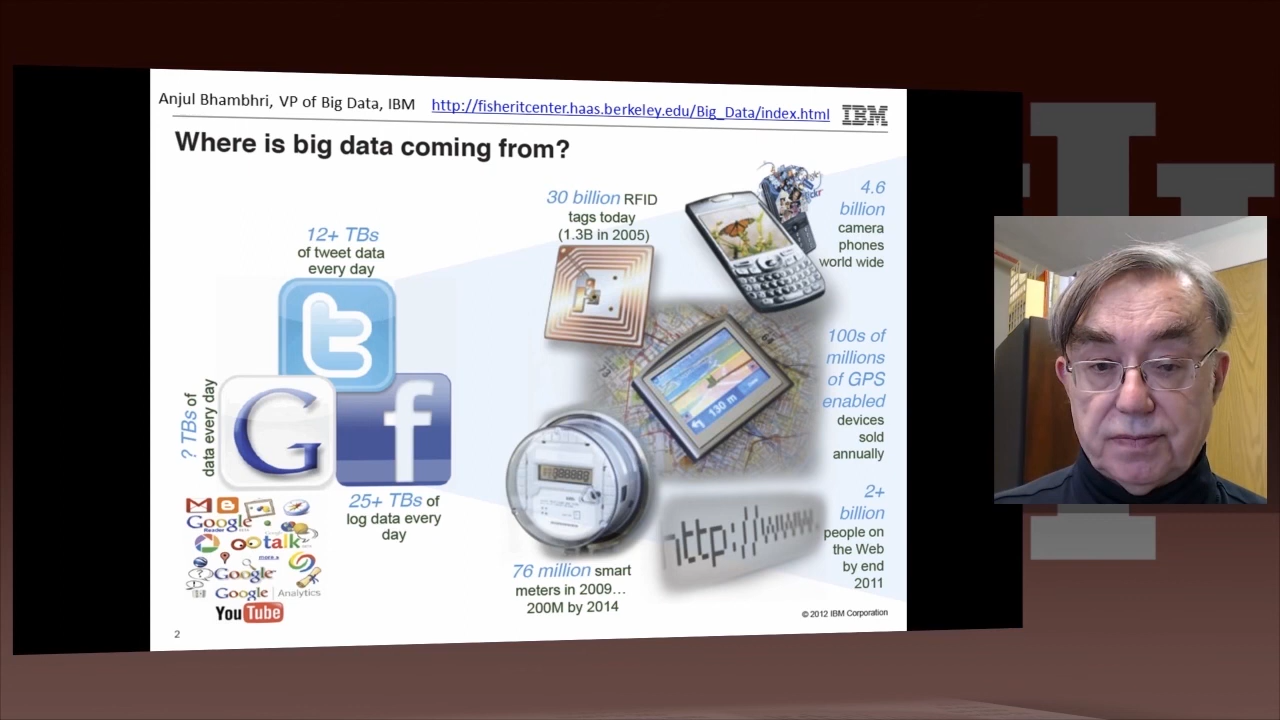 Anjul Bhambhri, VP of Big Data, IBM http://fisheritcenter.haas.berkeley.edu/Big_Data/index.html IBM
Where is big data coming from?
12+ TBs
of tweet data
every day
? TBs of
data every day
25+ TBs of
log data every
day
Google
talk
Google
Google Analytics
YouTube
30 billion RFID
tags today
(1.3B in 2005)
4.6
billion
camera
phones
world wide
130 m
100s of
millions
of GPS
enabled
devices
sold
annually
76 million smart
meters in 2009…
200M by 2014
http://www
2+
billion
people on
the Web
by end
2011
© 2012 IBM Corporation
2